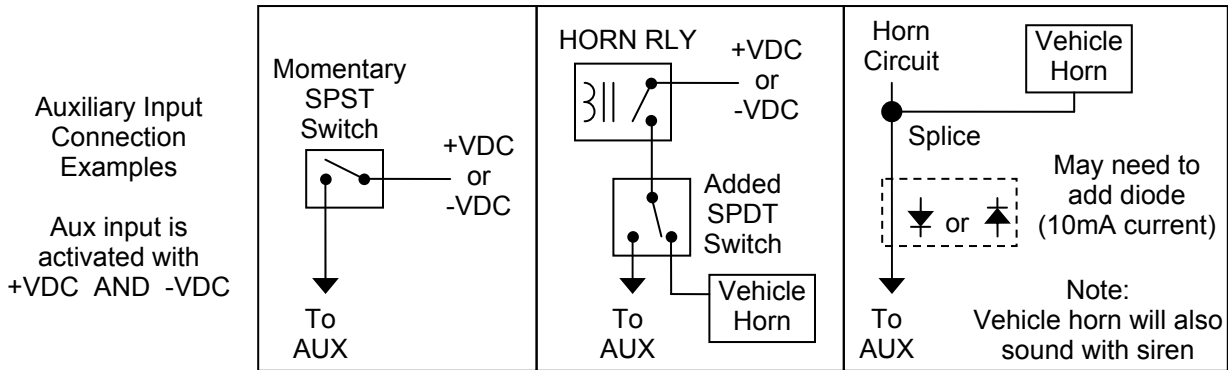 Auxiliary Input
Connection
Examples
Aux input is
activated with
+VDC AND -VDC
Momentary
SPST
Switch
+VDC
or
-VDC
To
AUX
HORN RLY
+VDC
or
-VDC
Added
SPDT
Switch
Vehicle
Horn
To
AUX
Horn
Circuit
Vehicle
Horn
Splice
May need to
add diode
(10mA current)
or
To
AUX
Note:
Vehicle horn will also
sound with siren